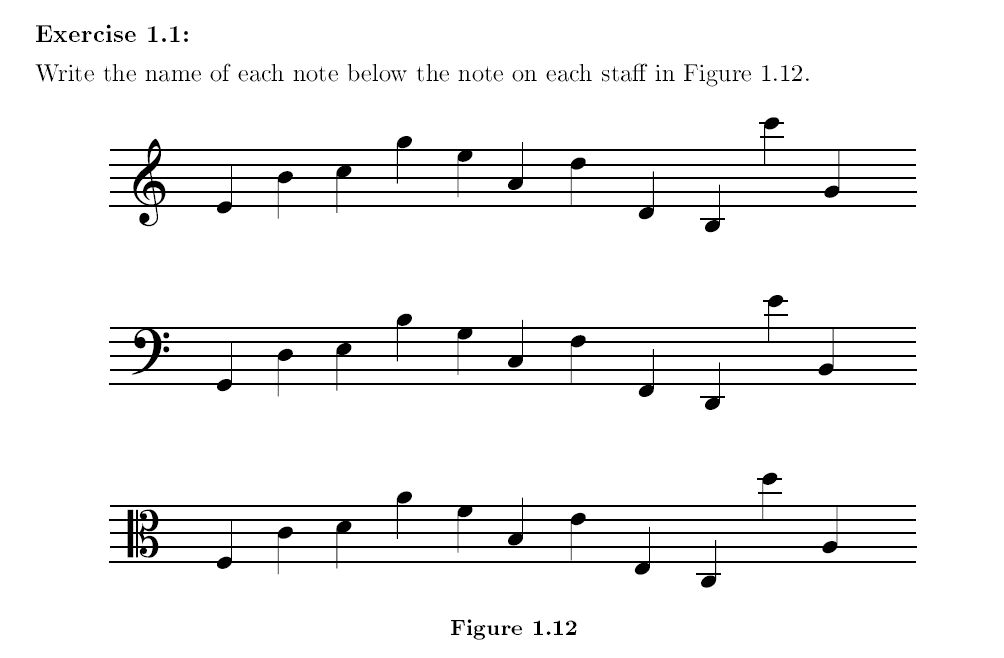 Exercise 1.1:
Write the name of each note below the note on each staff in Figure 1.12.
Figure 1.12